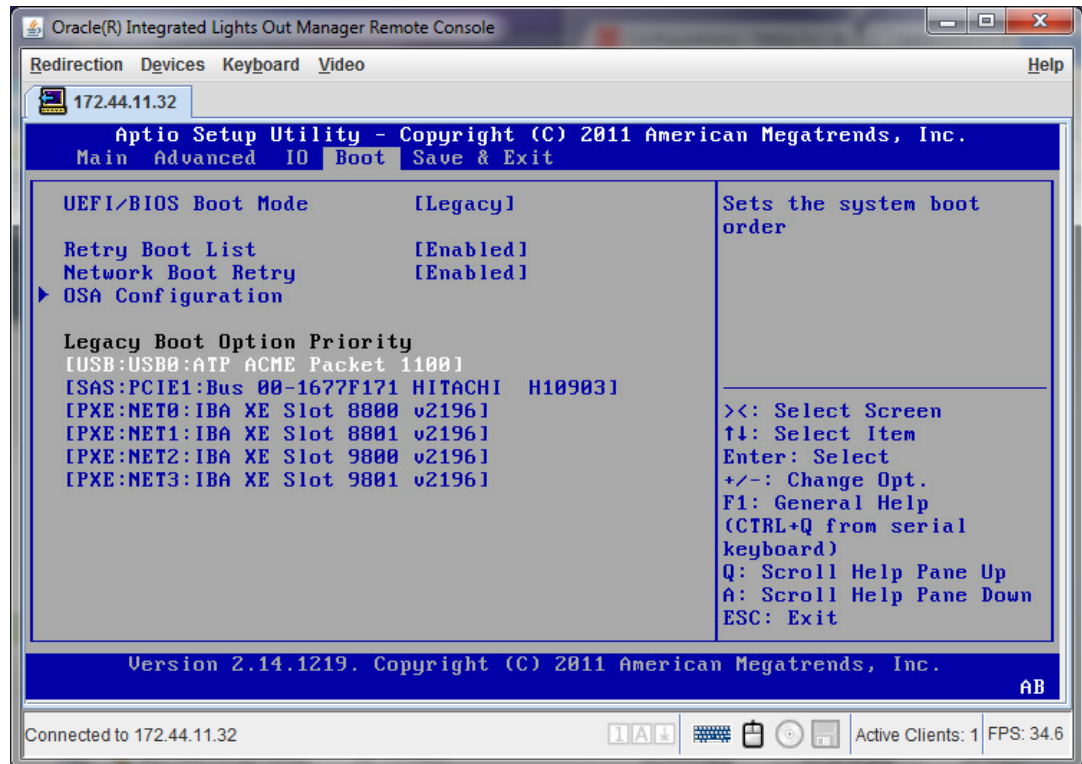 Oracle(R) Integrated Lights Out Manager Remote Console
Redirection Devices Keyboard Video Help
172.44.11.32
Aptio Setup Utility - Copyright (C) 2011 American Megatrends, Inc.
Main Advanced IO Boot Save & Exit
UEFI/BIOS Boot Mode [Legacy]
Retry Boot List [Enabled]
Network Boot Retry [Enabled]
OSA Configuration
Legacy Boot Option Priority
[USB:USB0:ATP ACME Packet 1100]
[SAS:PCIE1:Bus 00-1677F171 HITACHI H10903]
[PXE:NET0:IBA XE Slot 8800 v2196]
[PXE:NET1:IBA XE Slot 8801 v2196]
[PXE:NET2:IBA XE Slot 9800 v2196]
[PXE:NET3:IBA XE Slot 9801 v2196]
Sets the system boot
order
><: Select Screen
↑↓: Select Item
Enter: Select
+/-: Change Opt.
F1: General Help
(CTRL+Q from serial
keyboard)
Q: Scroll Help Pane Up
A: Scroll Help Pane Down
ESC: Exit
Version 2.14.1219. Copyright (C) 2011 American Megatrends, Inc.
AB
Connected to 172.44.11.32 1 A Active Clients: 1 FPS: 34.6